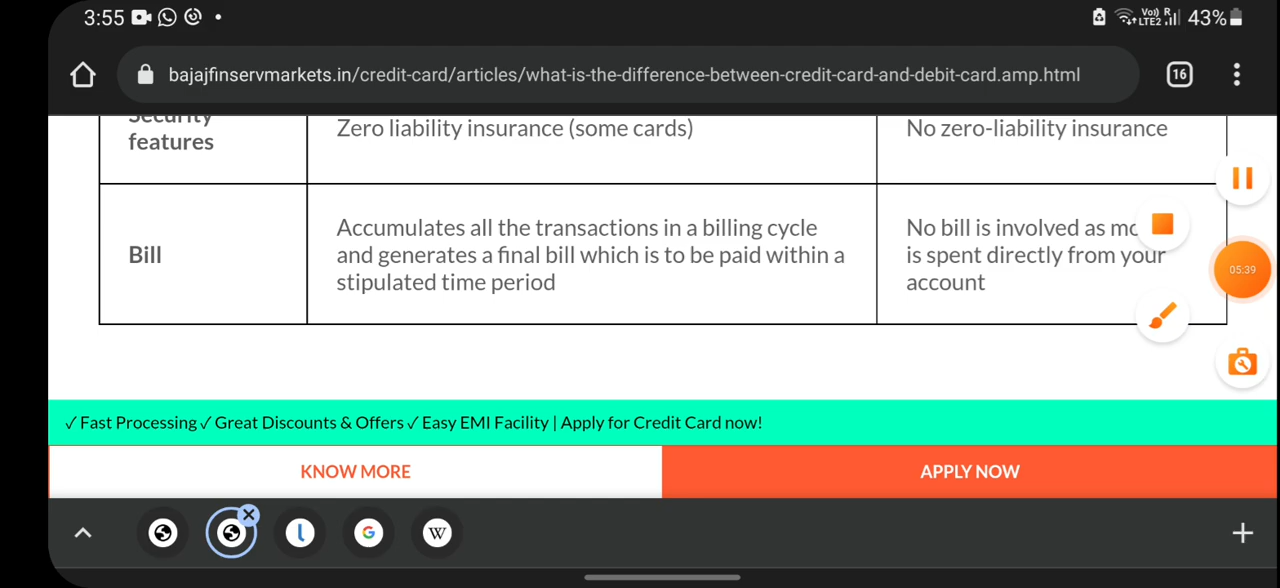 3:55
Vo)) R
LTE2
43%
bajajfinservmarkets.in/credit-card/articles/what-is-the-difference-between-credit-card-and-debit-card.amp.html
16
Security
features
Zero liability insurance (some cards)
No zero-liability insurance
Bill
Accumulates all the transactions in a billing cycle
and generates a final bill which is to be paid within a
stipulated time period
No bill is involved as
is spent directly from your
account
05:39
✓ Fast Processing ✓ Great Discounts & Offers ✓ Easy EMI Facility | Apply for Credit Card now!
KNOW MORE
APPLY NOW